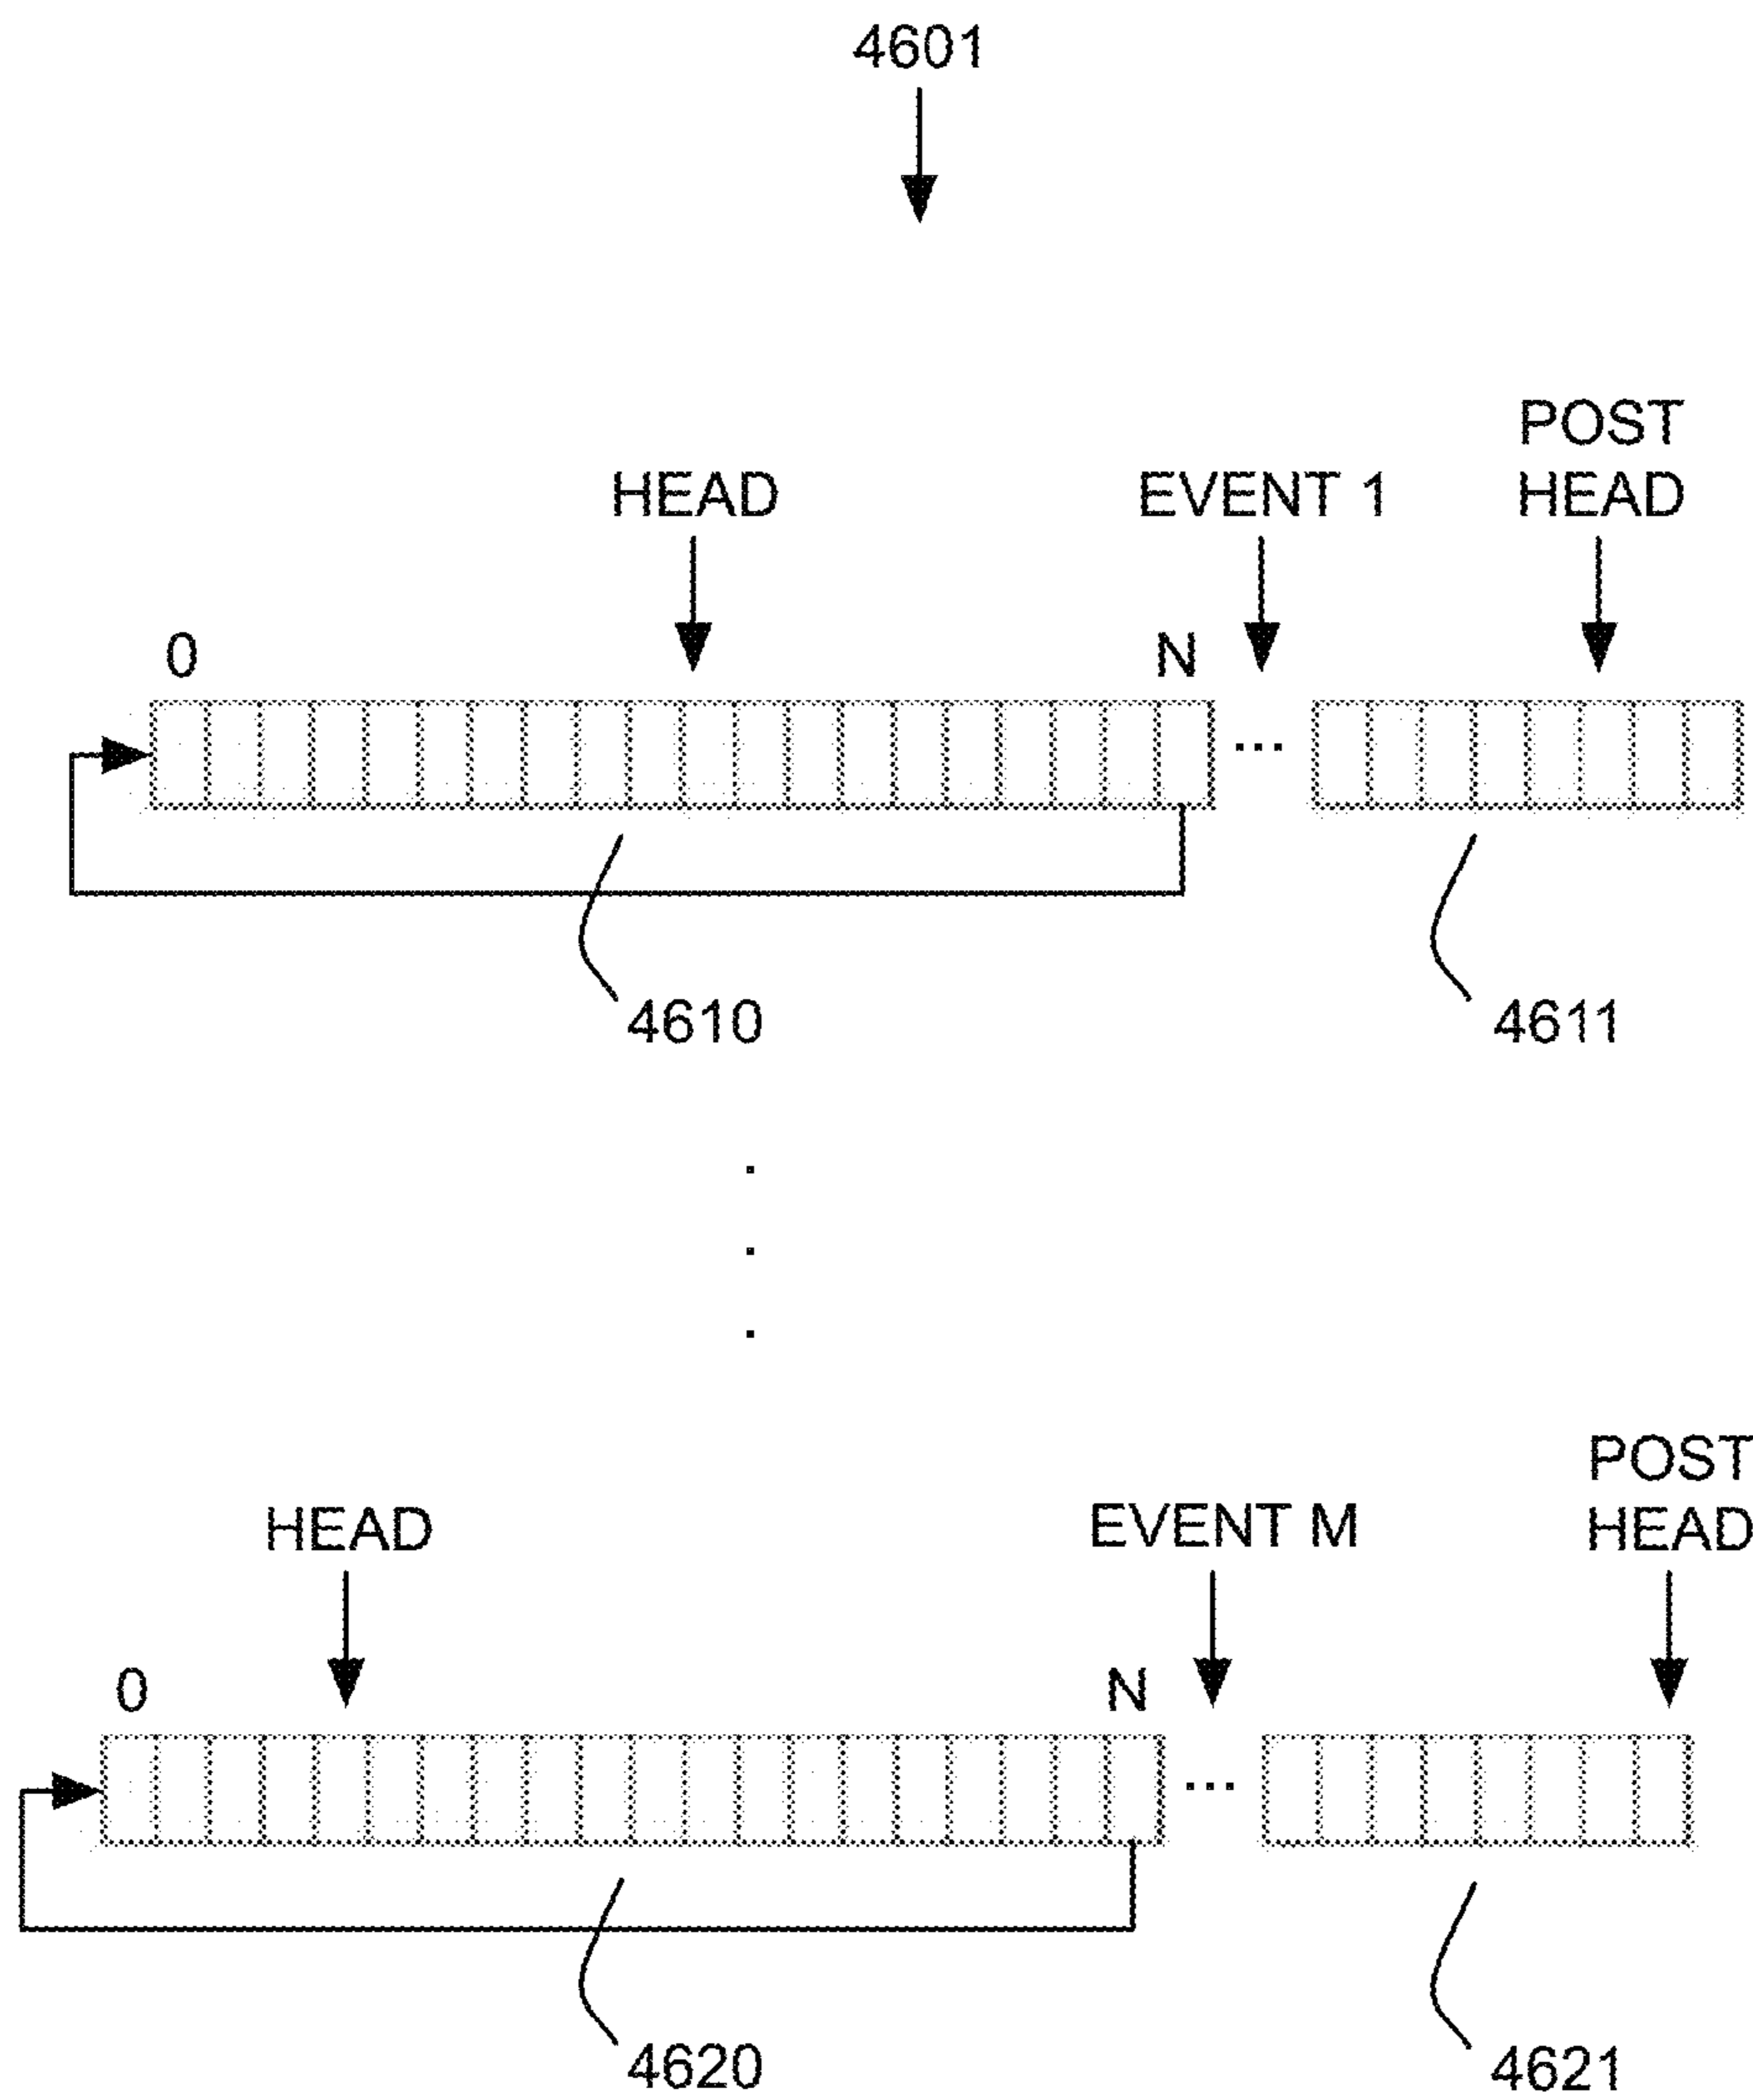 4601
POST
HEAD EVENT 1 HEAD
0 N
...
4610 4611
.
.
.
POST
HEAD EVENT M HEAD
0 N
...
4620 4621